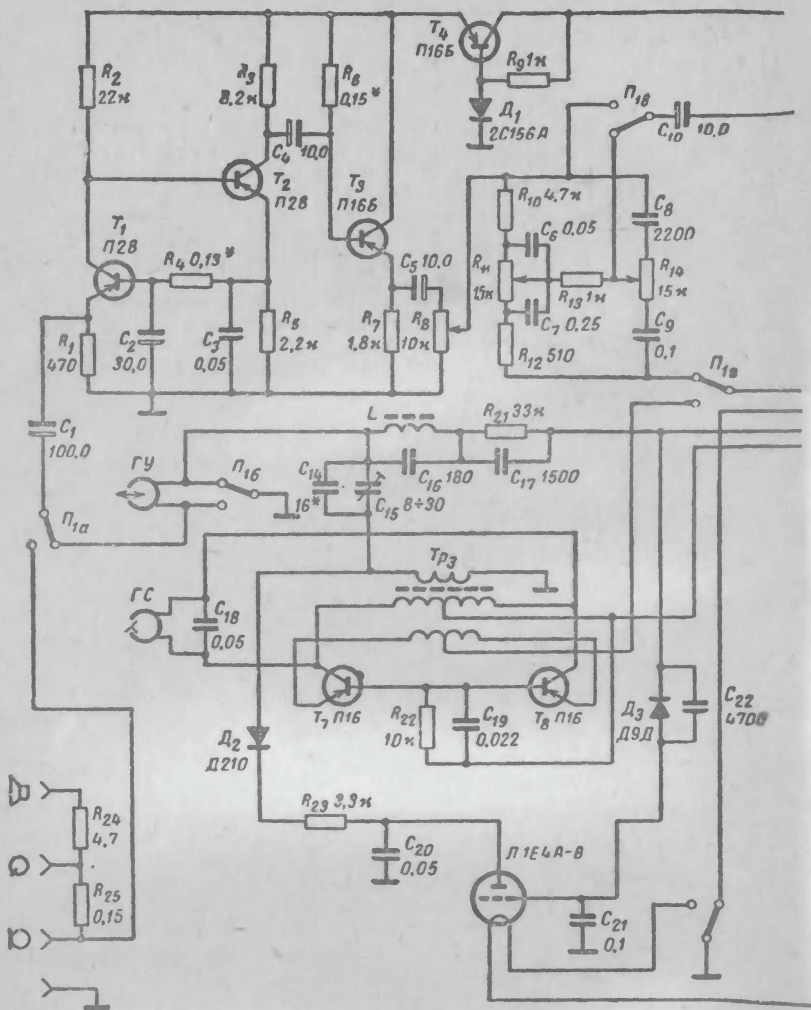 R2
22к
R3
8,2к
R6
0,15*
T4
П16Б
R9 1к
Д1
2С156А
П1в
C10
10,0
C4
10,0
T2
П28
T3
П16Б
T1
П28
R4 0,13*
R10 4,7к
C6 0,05
C8
2200
R11
15к
R13 1к
R14
15к
C7 0,25
R12 510
C9
0,1
C5 10,0
R1
470
C2
30,0
C3
0,05
R5
2,2к
R7
1,8к
R8
10к
C1
100,0
ГУ
П1б
П1а
L
R21 33к
C14
16*
C15 8÷30
C16 180
C17 1500
Тр3
ГС
C18
0,05
T7 П16
R22
10к
C19
0,022
T8 П16
Д3
Д9Д
C22
4700
Д2
Д210
R23 3,3к
C20
0,05
Л 1Е4А-В
C21
0,1
R24
4,7
R25
0,15